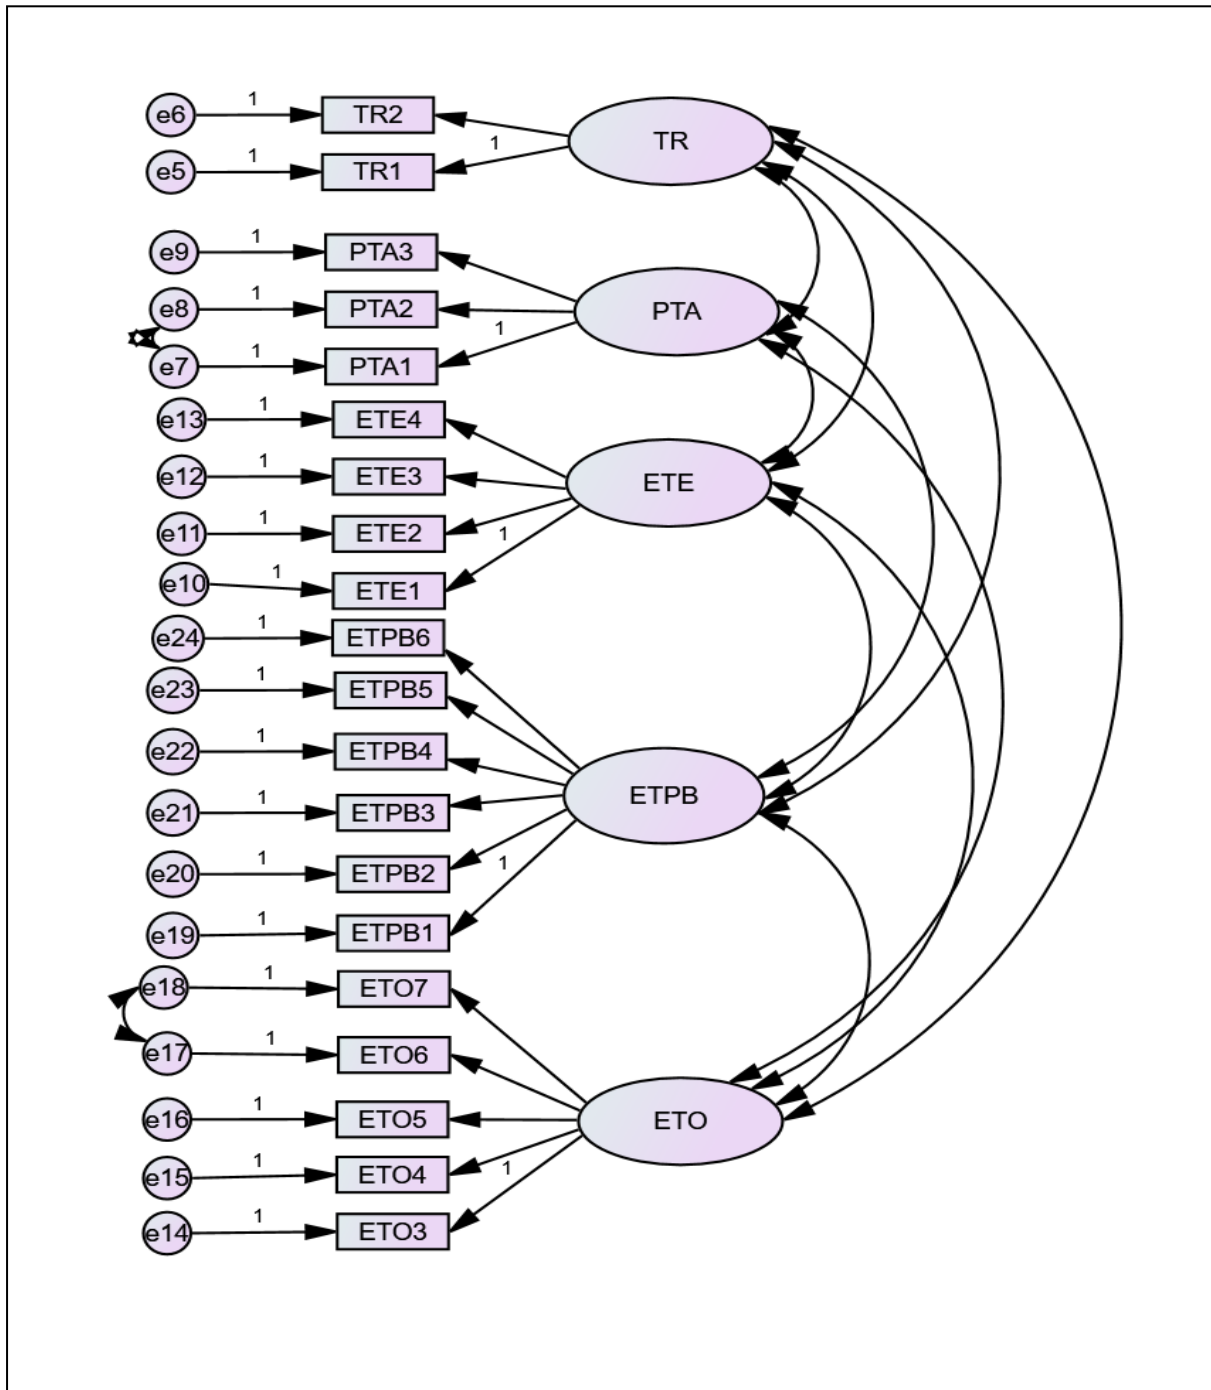 e6 1 TR2
TR
e5 1 TR1 1
e9 1 PTA3
e8 1 PTA2
PTA
e7 1 PTA1 1
e13 1 ETE4
e12 1 ETE3
ETE
e11 1 ETE2
e10 1 ETE1 1
e24 1 ETPB6
e23 1 ETPB5
e22 1 ETPB4
ETPB
e21 1 ETPB3
e20 1 ETPB2 1
e19 1 ETPB1
e18 1 ETO7
e17 1 ETO6
e16 1 ETO5
ETO
e15 1 ETO4 1
e14 1 ETO3